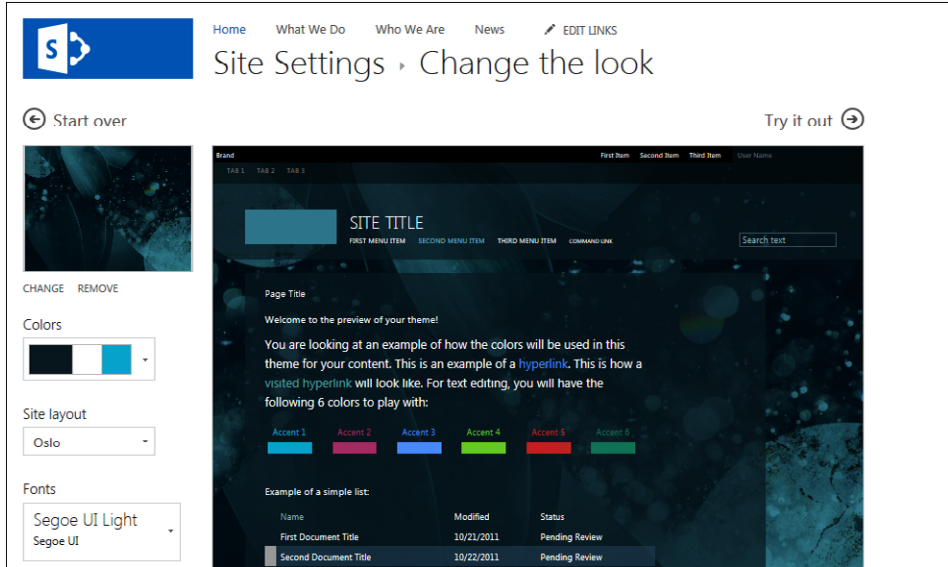 S
Home What We Do Who We Are News EDIT LINKS
Site Settings ▸ Change the look
Start over
Try it out
Brand First Item Second Item Third Item User Name
TAB 1 TAB 2 TAB 3
SITE TITLE
FIRST MENU ITEM SECOND MENU ITEM THIRD MENU ITEM COMMAND LINK
Search text
CHANGE REMOVE
Colors
Site layout
Oslo
Fonts
Segoe UI Light
Segoe UI
Page Title
Welcome to the preview of your theme!
You are looking at an example of how the colors will be used in this
theme for your content. This is an example of a hyperlink. This is how a
visited hyperlink will look like. For text editing, you will have the
following 6 colors to play with:
Accent 1 Accent 2 Accent 3 Accent 4 Accent 5 Accent 6
Example of a simple list:
Name Modified Status
First Document Title 10/21/2011 Pending Review
Second Document Title 10/22/2011 Pending Review